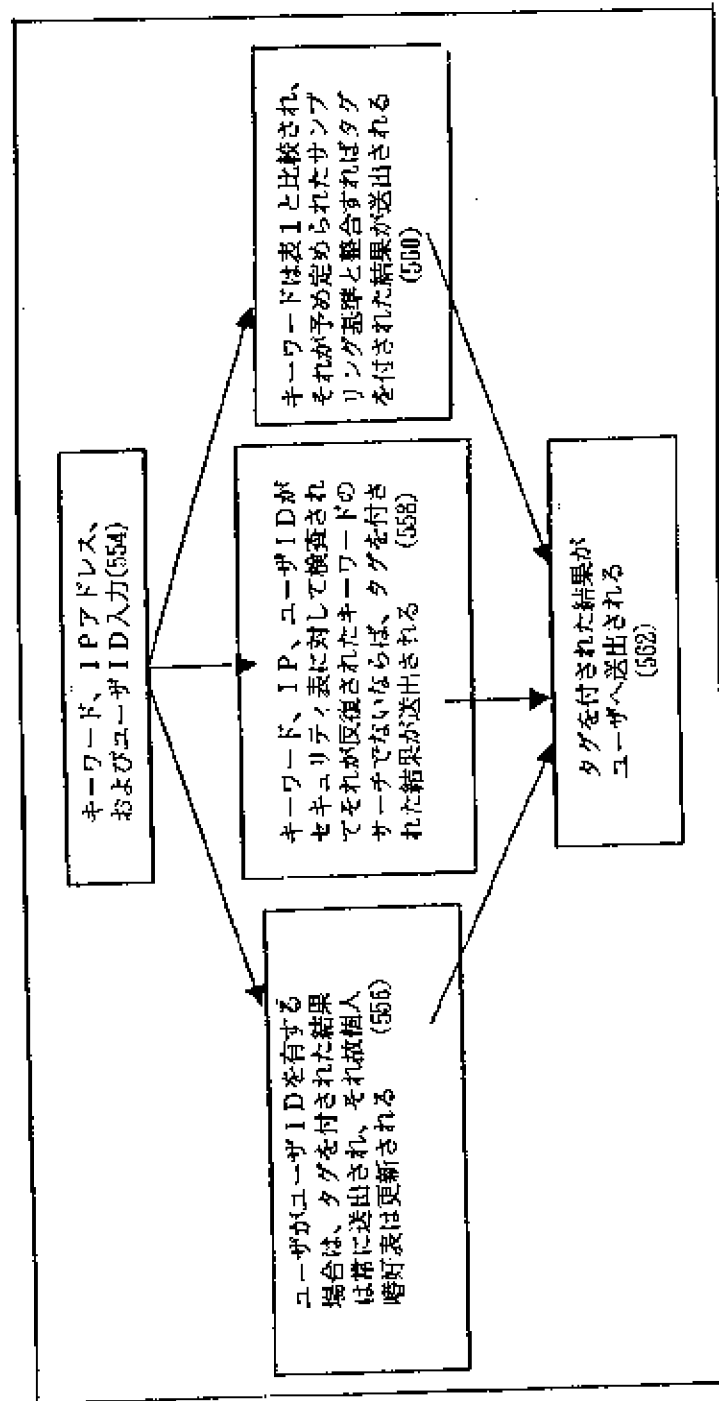 キーワード、IPアドレス、
およびユーザID入力(554)
ユーザがユーザIDを有する
場合は、タグを付された結果
は常に送出され、それ故個人
嗜好表は更新される (556)
キーワード、IP、ユーザIDが
セキュリティ表に対して検査され
てそれが反復されたキーワードの
サーチでないならば、タグを付さ
れた結果が送出される (558)
キーワードは表1と比較され、
それが予め定められたサンプ
リング基準と整合すればタグ
を付された結果が送出される
(560)
タグを付された結果が
ユーザへ送出される
(562)